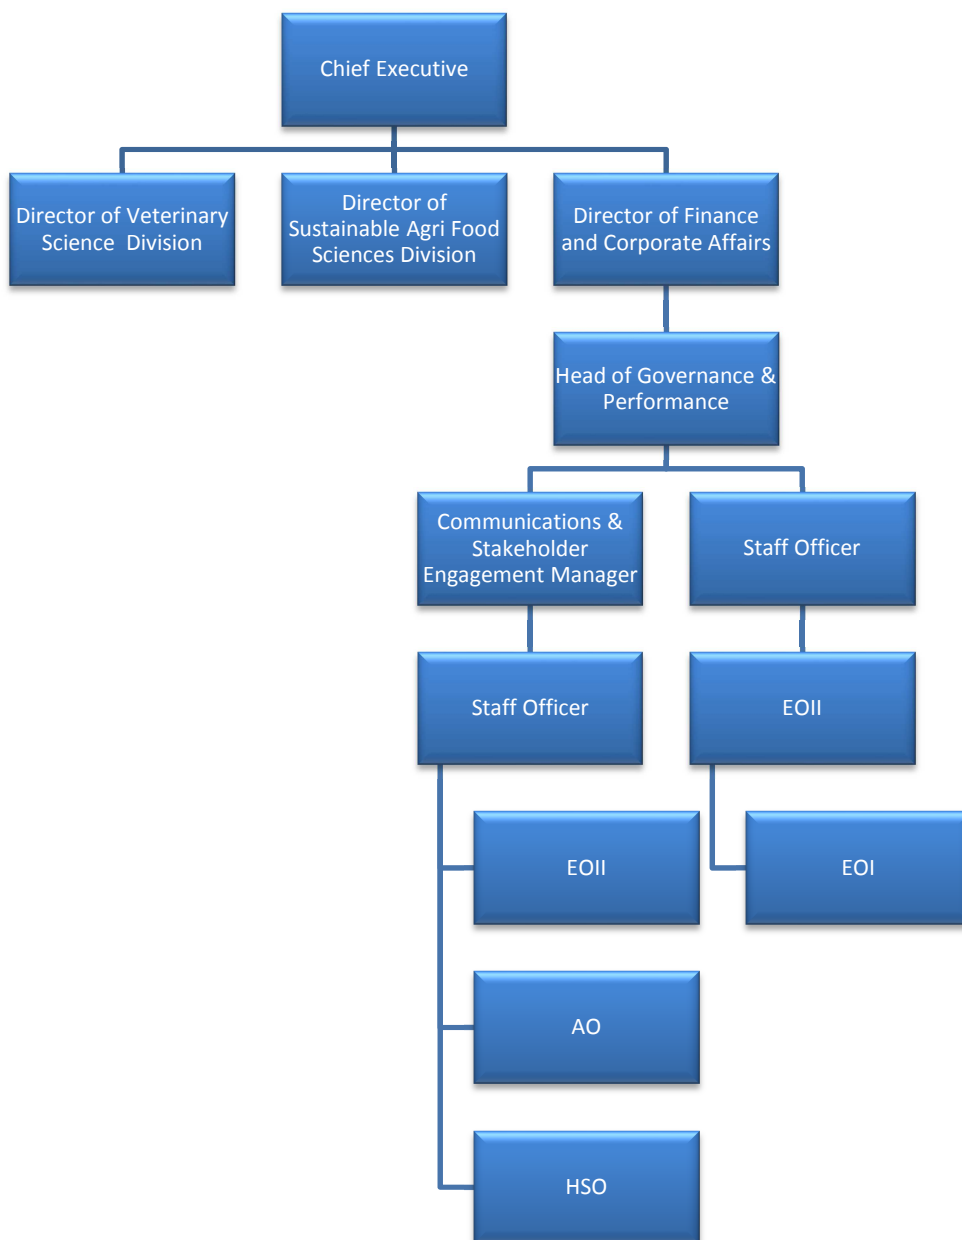 Chief Executive
Director of Veterinary
Science Division
Director of
Sustainable Agri Food
Sciences Division
Director of Finance
and Corporate Affairs
Head of Governance &
Performance
Communications &
Stakeholder
Engagement Manager
Staff Officer
Staff Officer
EOII
EOII
EOI
AO
HSO